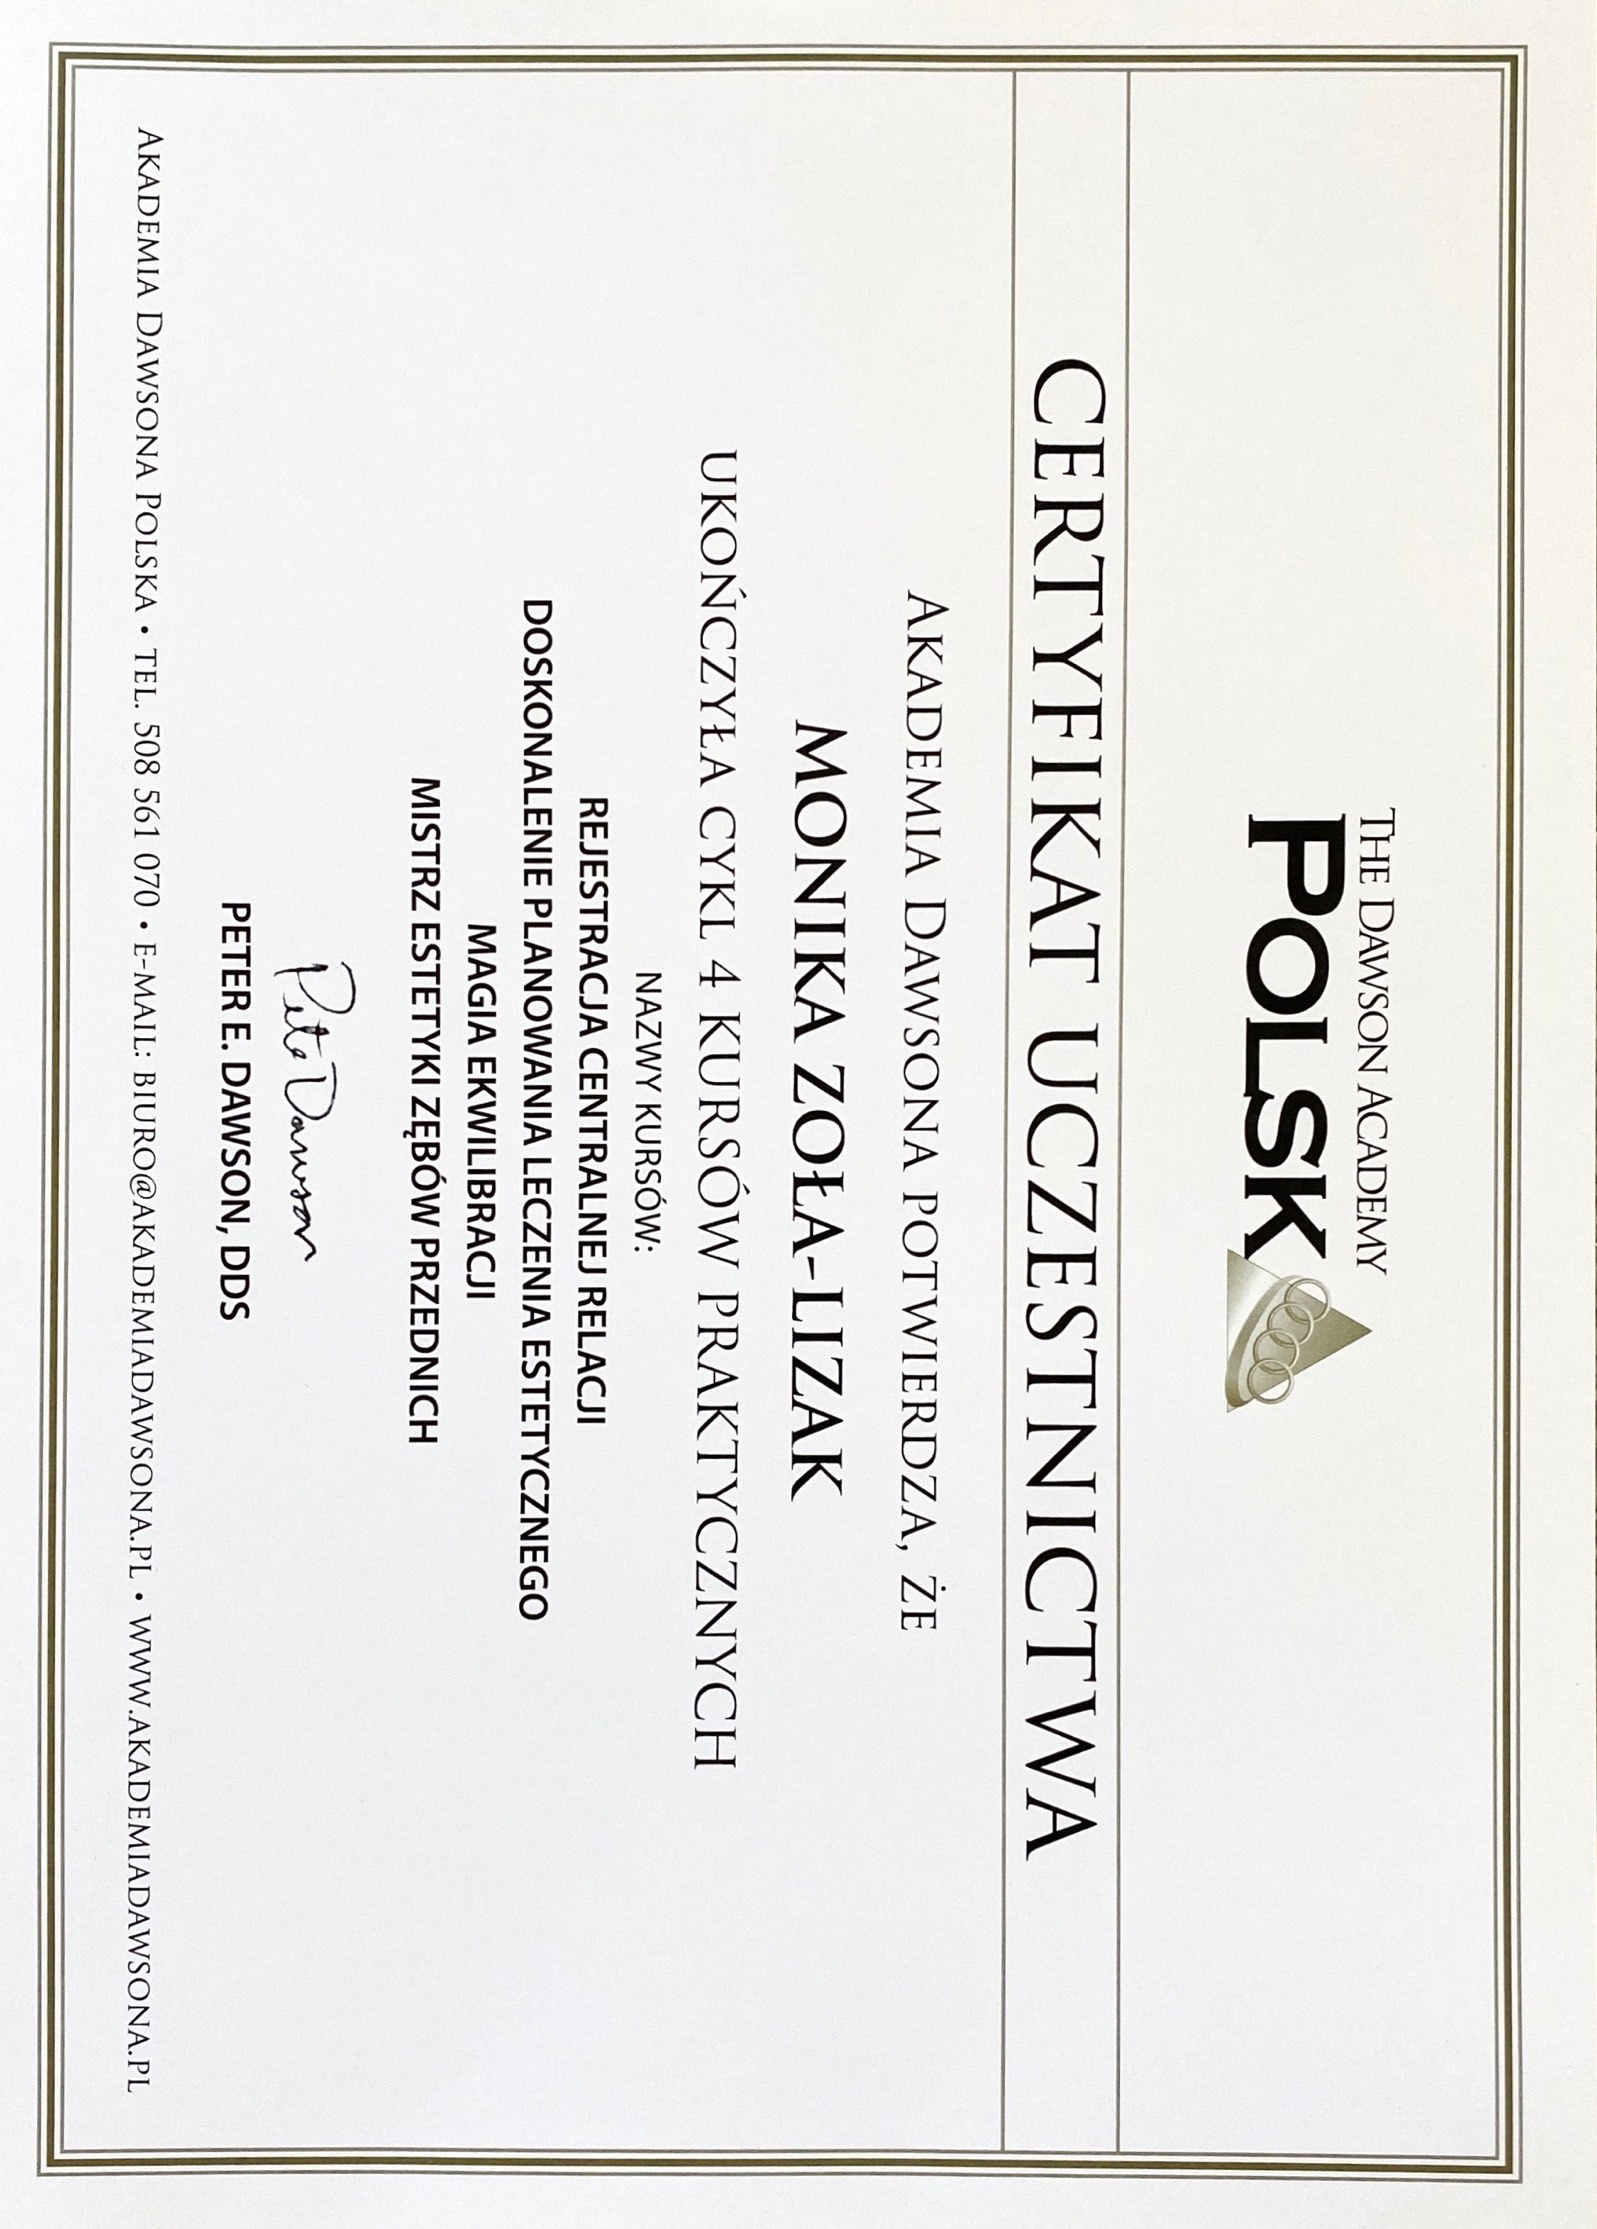 THE DAWSON ACADEMY
POLSKA
CERTYFIKAT UCZESTNICTWA
AKADEMIA DAWSONA POTWIERDZA, ŻE
MONIKA ZOŁA-LIZAK
UKOŃCZYŁA CYKL 4 KURSÓW PRAKTYCZNYCH
NAZWY KURSÓW:
REJESTRACJA CENTRALNEJ RELACJI
DOSKONALENIE PLANOWANIA LECZENIA ESTETYCZNEGO
MAGIA EKWILIBRACJI
MISTRZ ESTETYKI ZĘBÓW PRZEDNICH
Pete Dawson
PETER E. DAWSON, DDS
AKADEMIA DAWSONA POLSKA • TEL. 508 561 070 • E-MAIL: BIURO@AKADEMIADAWSONA.PL • WWW.AKADEMIADAWSONA.PL